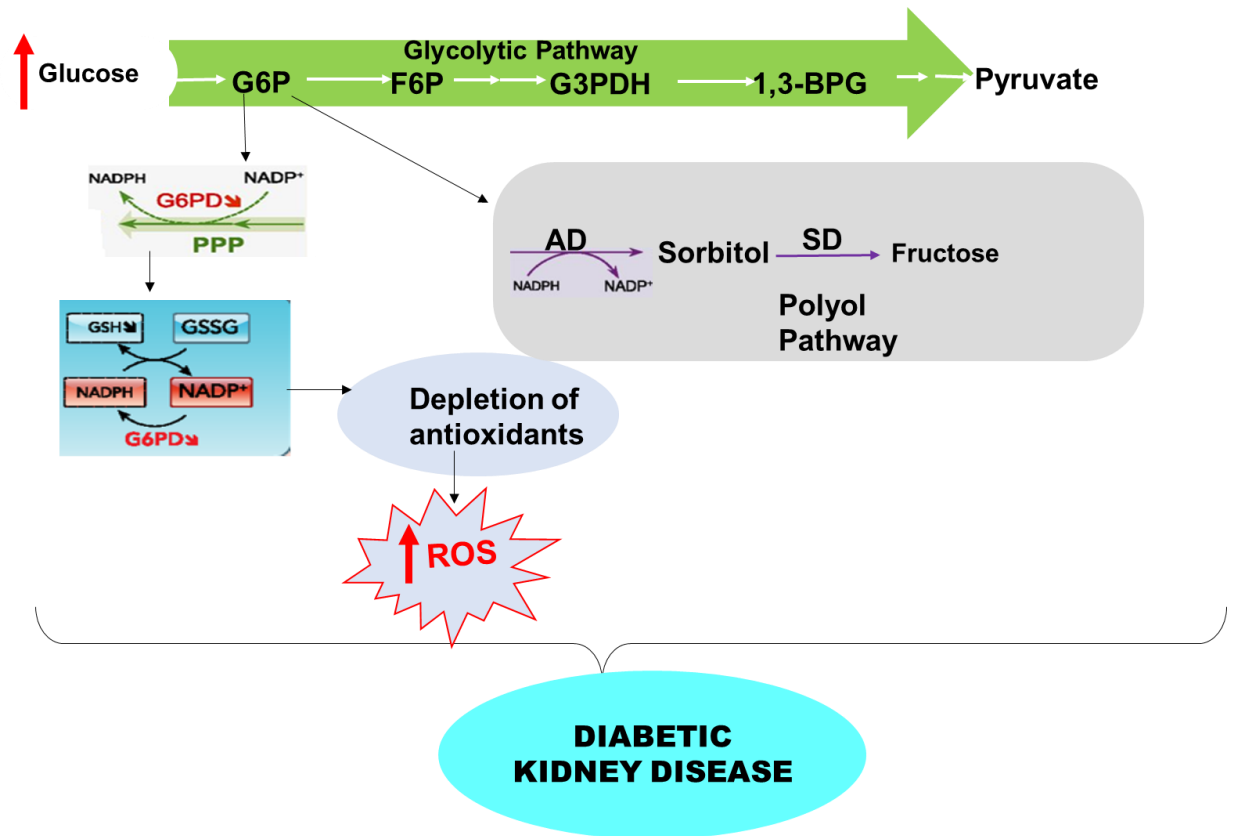 Glycolytic Pathway
Glucose
G6P
F6P
G3PDH
1,3-BPG
Pyruvate
NADPH
NADP+
G6PD
PPP
AD
NADPH
NADP+
Sorbitol
SD
Fructose
Polyol
Pathway
GSH
GSSG
NADPH
NADP+
G6PD
Depletion of
antioxidants
ROS
DIABETIC
KIDNEY DISEASE